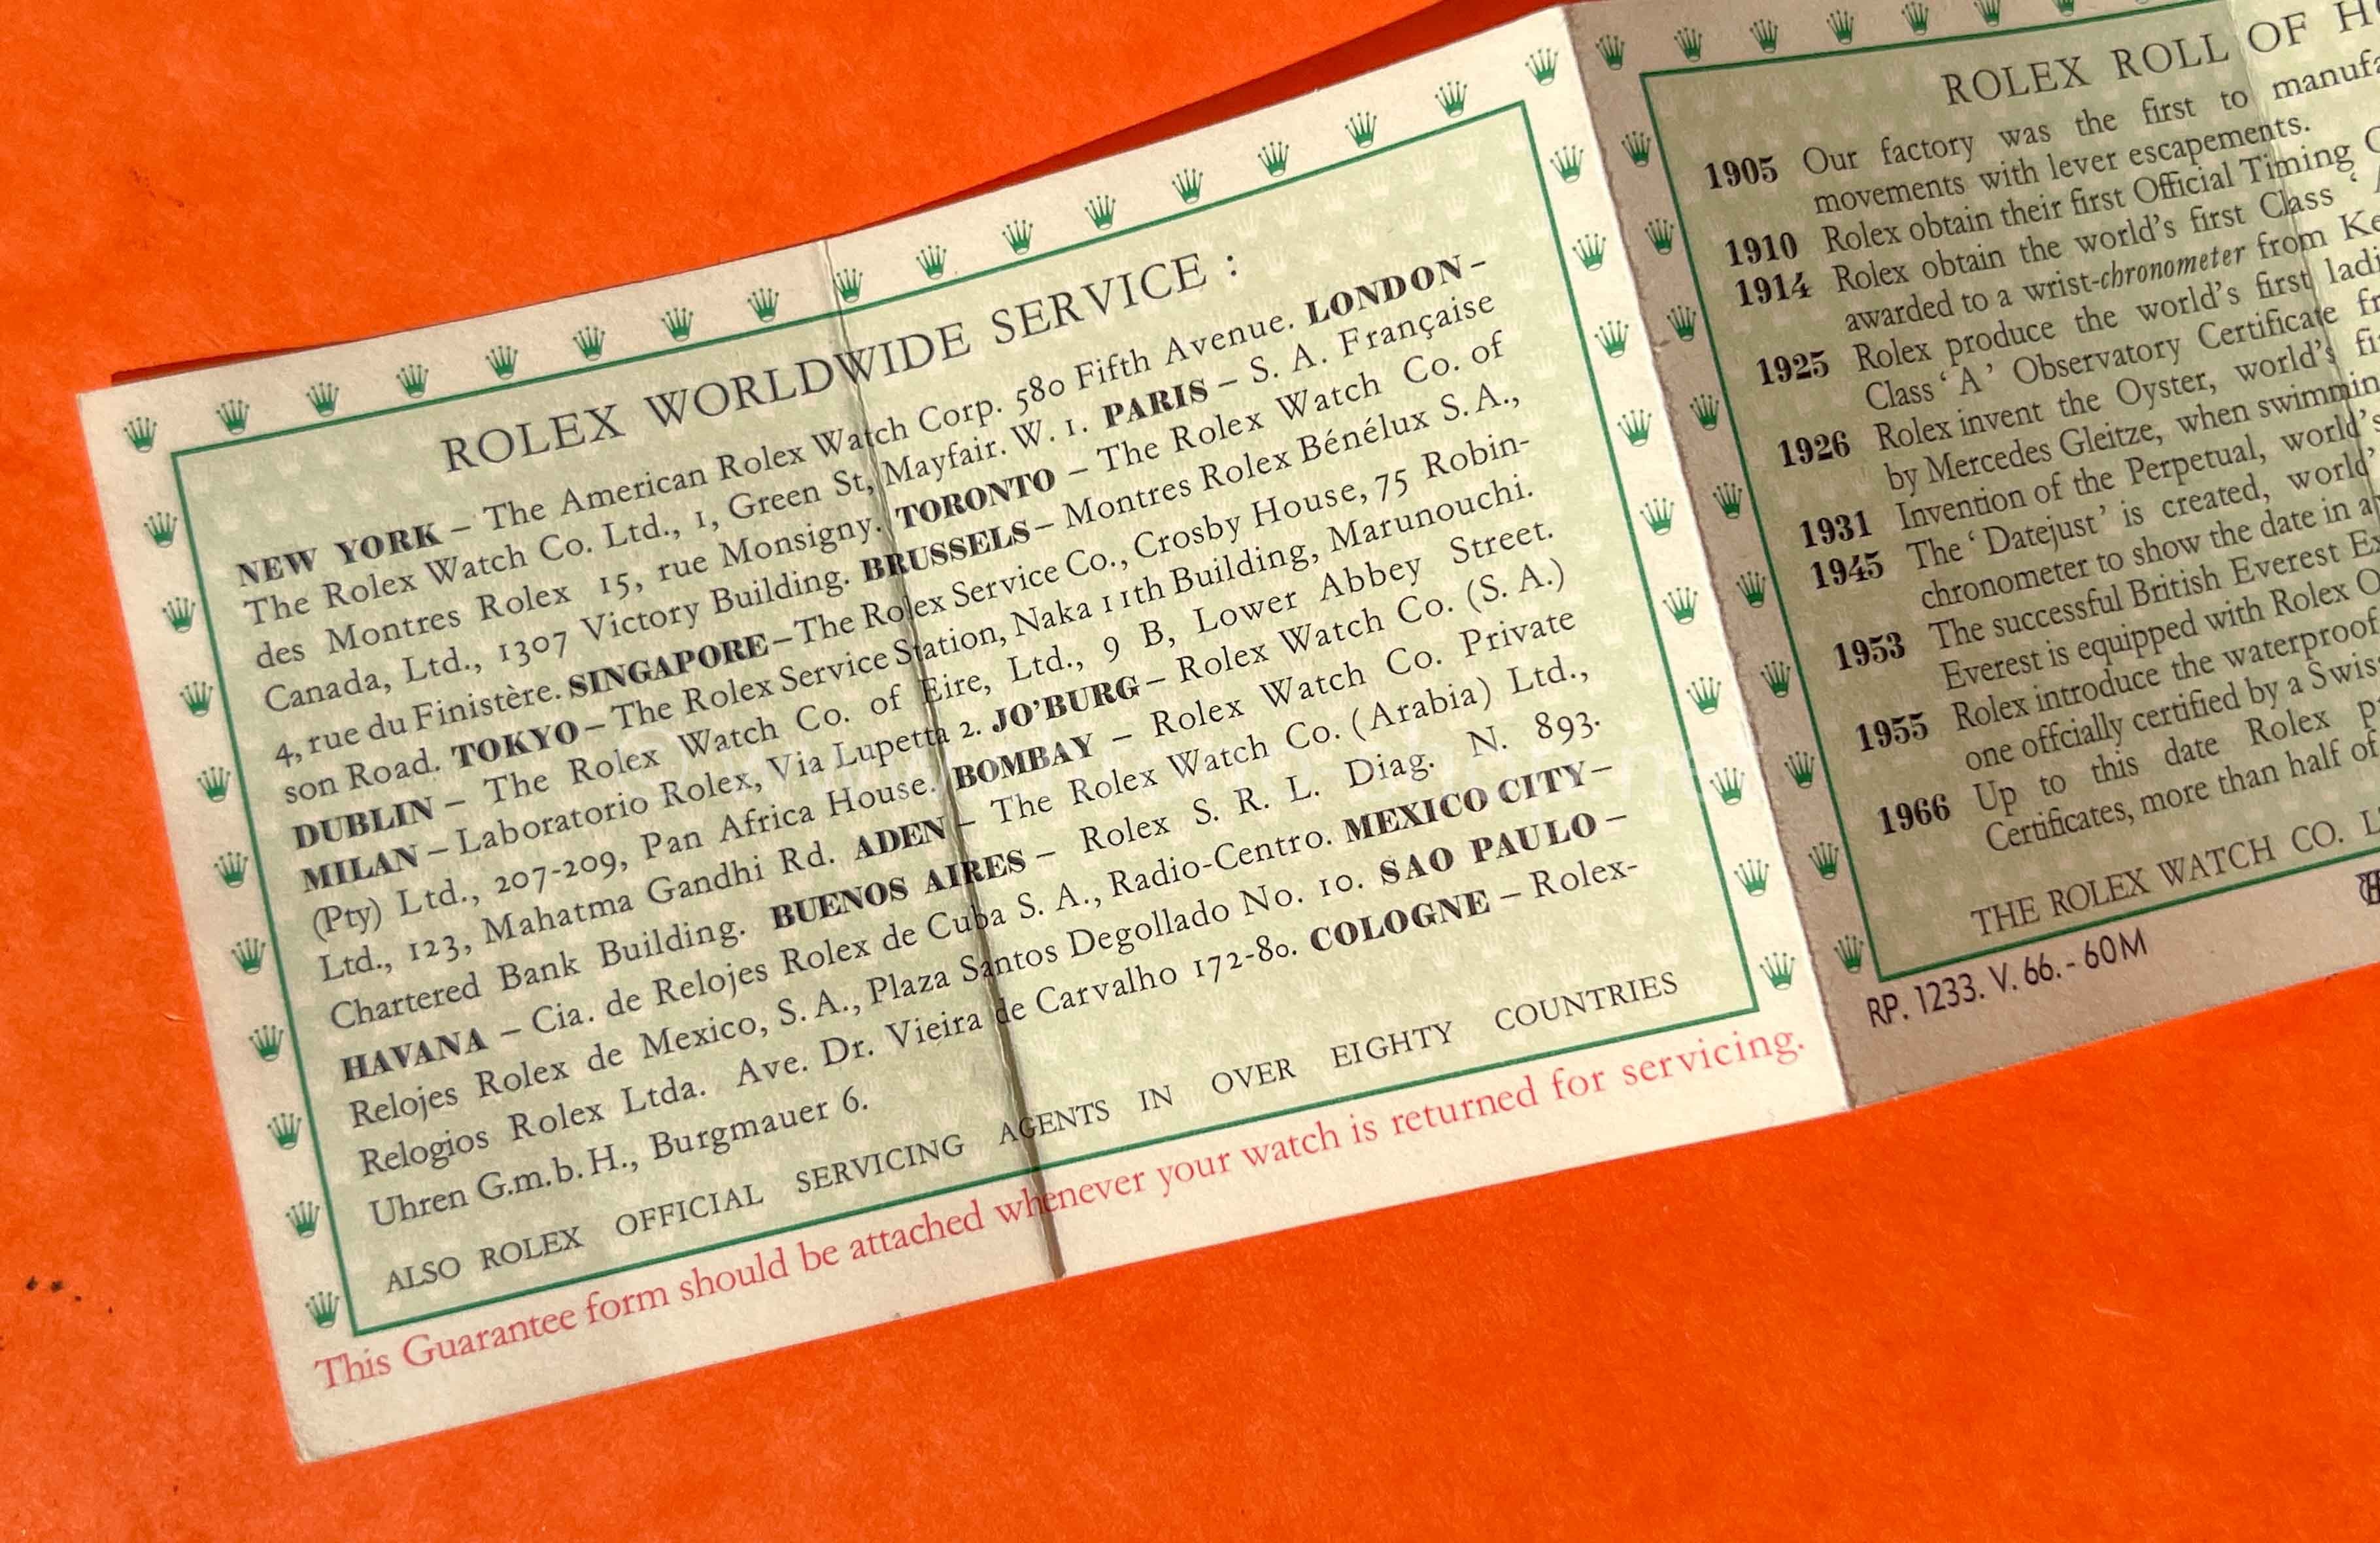 ROLEX WORLDWIDE SERVICE :
NEW YORK – The American Rolex Watch Corp. 580 Fifth Avenue. LONDON –
The Rolex Watch Co. Ltd., 1, Green St, Mayfair. W. 1. PARIS – S. A. Française
des Montres Rolex 15, rue Monsigny. TORONTO – The Rolex Watch Co. of
Canada, Ltd., 1307 Victory Building. BRUSSELS – Montres Rolex Bénélux S. A.,
4, rue du Finistère. SINGAPORE – The Rolex Service Co., Crosby House, 75 Robin-
son Road. TOKYO – The Rolex Service Station, Naka 11th Building, Marunouchi.
DUBLIN – The Rolex Watch Co. of Eire, Ltd., 9 B, Lower Abbey Street.
MILAN – Laboratorio Rolex, Via Lupetta 2. JO'BURG – Rolex Watch Co. (S. A.)
(Pty) Ltd., 207-209, Pan Africa House. BOMBAY – Rolex Watch Co. Private
Ltd., 123, Mahatma Gandhi Rd. ADEN – The Rolex Watch Co. (Arabia) Ltd.,
Chartered Bank Building. BUENOS AIRES – Rolex S. R. L. Diag. N. 893.
HAVANA – Cia. de Relojes Rolex de Cuba S. A., Radio-Centro. MEXICO CITY –
Relojes Rolex de Mexico, S. A., Plaza Santos Degollado No. 10. SAO PAULO –
Relogios Rolex Ltda. Ave. Dr. Vieira de Carvalho 172-80. COLOGNE – Rolex-
Uhren G.m.b.H., Burgmauer 6.
ALSO ROLEX OFFICIAL SERVICING AGENTS IN OVER EIGHTY COUNTRIES
This Guarantee form should be attached whenever your watch is returned for servicing.
ROLEX ROLL OF
1905 Our factory was the first to
movements with lever escapements.
1910 Rolex obtain their first Official Timing
1914 Rolex obtain the world's first Class '
awarded to a wrist-chronometer from
1925 Rolex produce the world's first
Class 'A' Observatory Certificate
1926 Rolex invent the Oyster, world's
by Mercedes Gleitze, when
1931 Invention of the Perpetual, world's
1945 The 'Datejust' is created, world'
chronometer to show the date in a
1953 The successful British Everest
Everest is equipped with Rolex
1955 Rolex introduce the waterproof
one offcially certified by a
1966 Up to this date Rolex
Certificates, more than half of
THE ROLEX WATCH CO.
RP. 1233. V. 66. - 60M